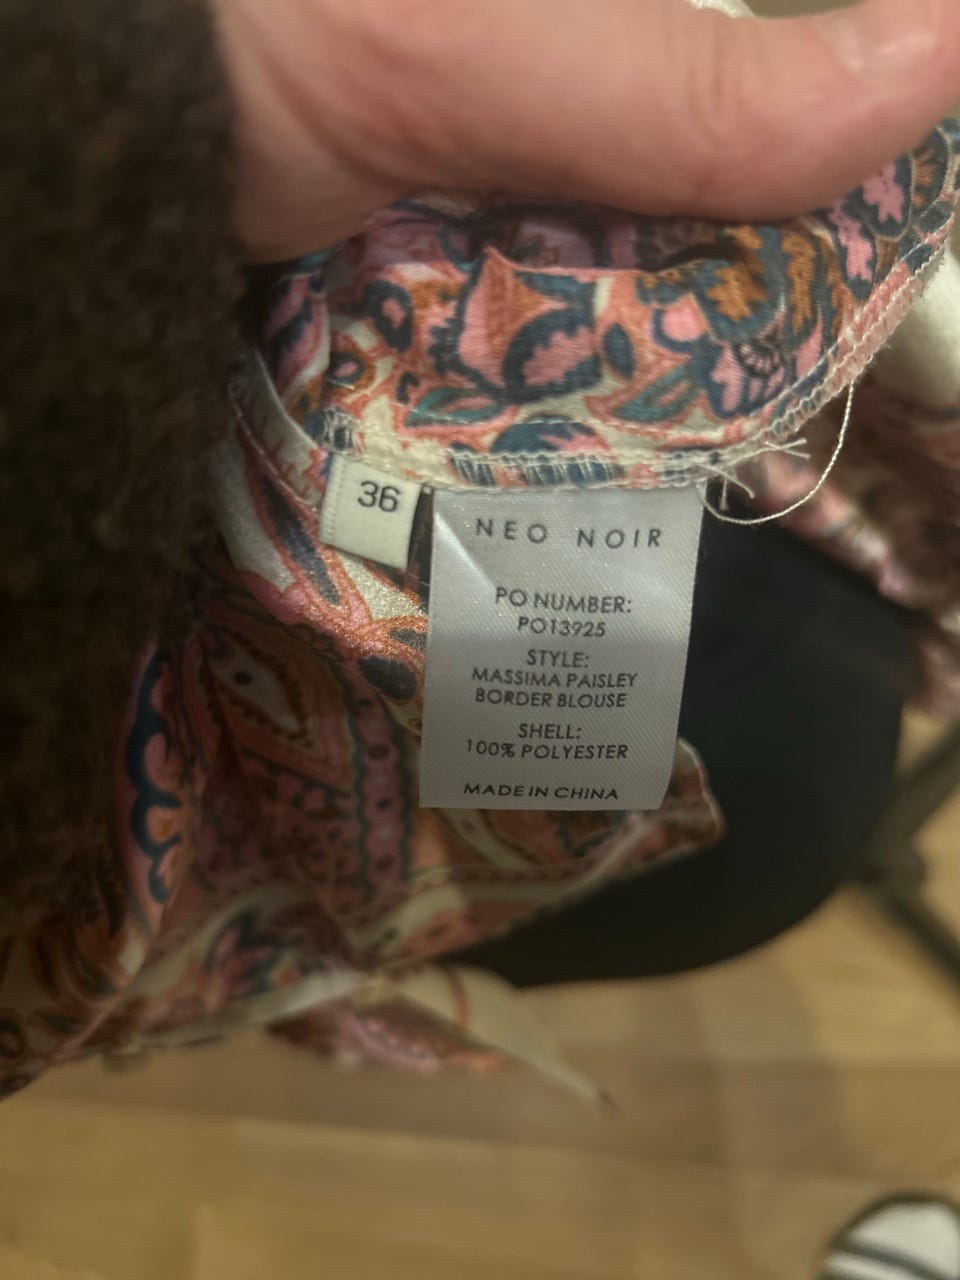 36
NEO NOIR
PO NUMBER:
PO13925
STYLE:
MASSIMA PAISLEY
BORDER BLOUSE
SHELL:
100% POLYESTER
MADE IN CHINA